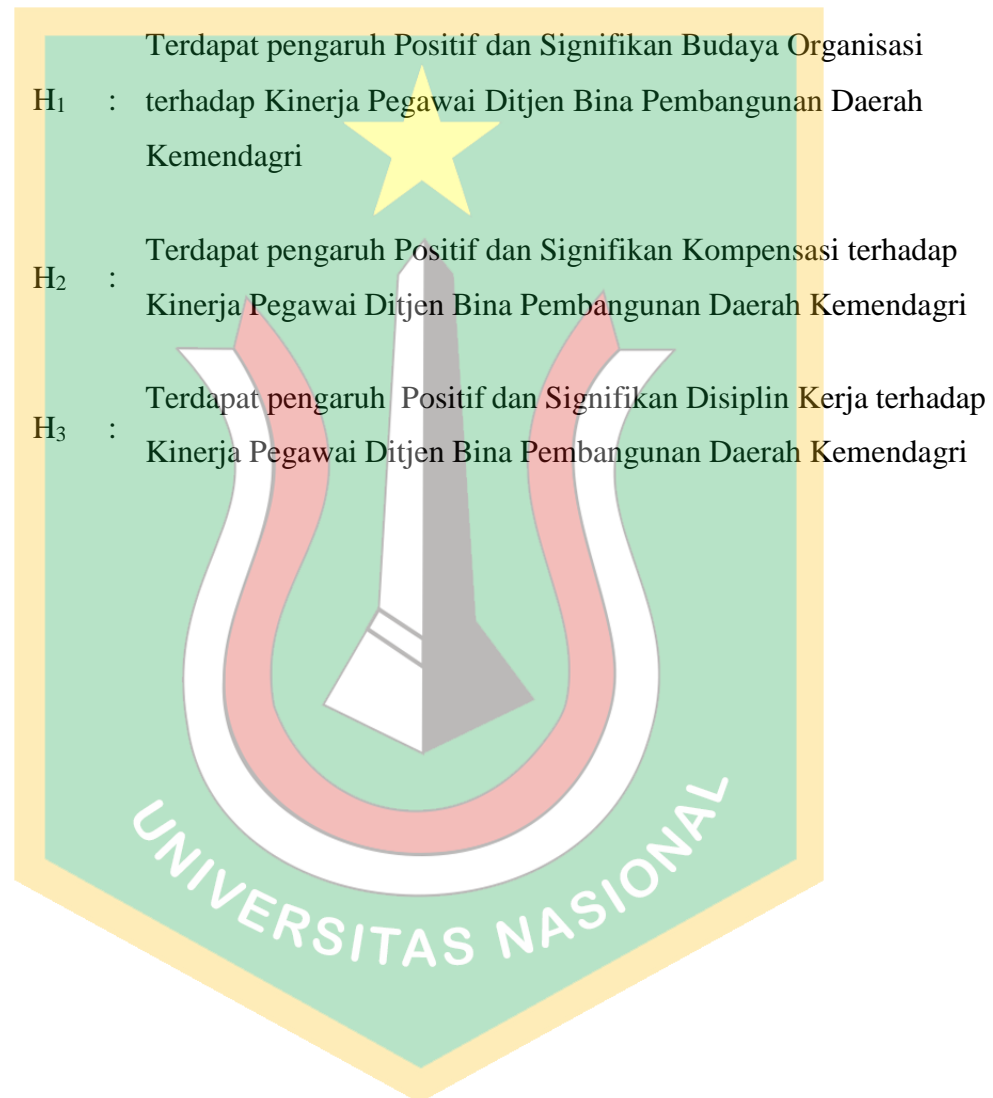 Terdapat pengaruh Positif dan Signifikan Budaya Organisasi
H₁ : terhadap Kinerja Pegawai Ditjen Bina Pembangunan Daerah
Kemendagri
Terdapat pengaruh Positif dan Signifikan Kompensasi terhadap
H₂ :
Kinerja Pegawai Ditjen Bina Pembangunan Daerah Kemendagri
Terdapat pengaruh Positif dan Signifikan Disiplin Kerja terhadap
H₃ :
Kinerja Pegawai Ditjen Bina Pembangunan Daerah Kemendagri
UNIVERSITAS NASIONAL